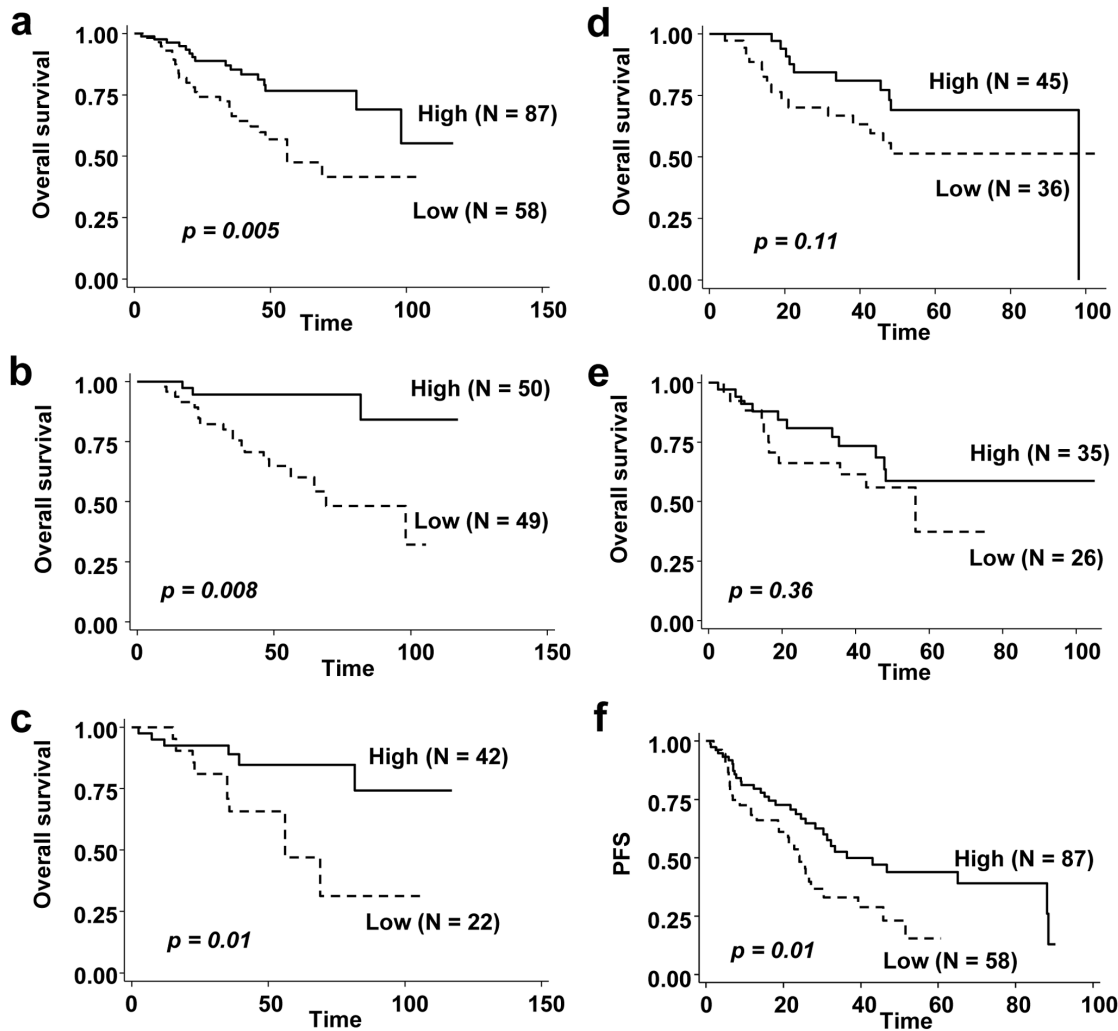 a
1.00
0.75
0.50
0.25
0.00
Overall survival
High (N = 87)
Low (N = 58)
p = 0.005
0 50 100 150
Time
b
1.00
0.75
0.50
0.25
0.00
Overall survival
High (N = 50)
Low (N = 49)
p = 0.008
0 50 100 150
Time
c
1.00
0.75
0.50
0.25
0.00
Overall survival
High (N = 42)
Low (N = 22)
p = 0.01
0 50 100 150
Time
d
1.00
0.75
0.50
0.25
0.00
Overall survival
High (N = 45)
Low (N = 36)
p = 0.11
0 20 40 60 80 100
Time
e
1.00
0.75
0.50
0.25
0.00
Overall survival
High (N = 35)
Low (N = 26)
p = 0.36
0 20 40 60 80 100
Time
f
1.00
0.75
0.50
0.25
0.00
PFS
High (N = 87)
Low (N = 58)
p = 0.01
0 20 40 60 80 100
Time